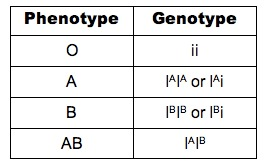 Phenotype Genotype
O ii
A IᴬIᴬ or Iᴬi
B IᴮIᴮ or Iᴮi
AB IᴬIᴮ